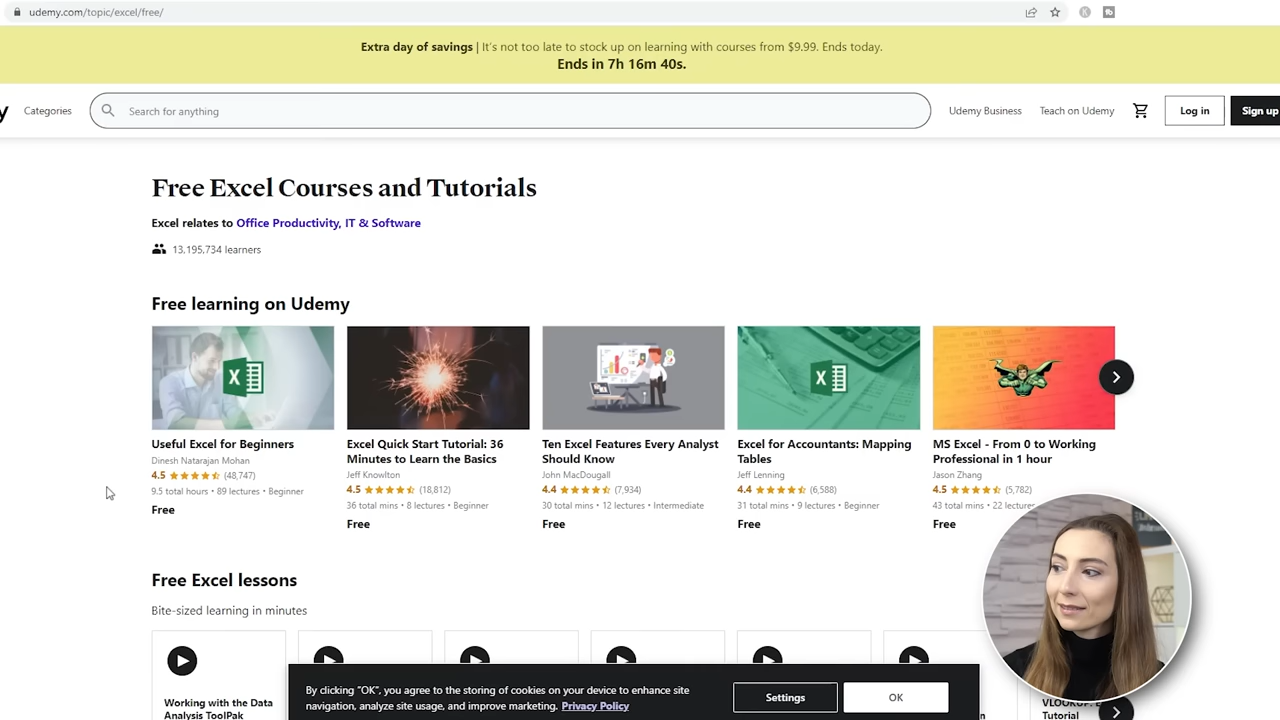 udemy.com/topic/excel/free/
Extra day of savings | It's not too late to stock up on learning with courses from $9.99. Ends today.
Ends in 7h 16m 40s.
Categories
Search for anything
Udemy Business
Teach on Udemy
Log in
Sign up
Free Excel Courses and Tutorials
Excel relates to Office Productivity, IT & Software
13,195,734 learners
Free learning on Udemy
Useful Excel for Beginners
Dinesh Natarajan Mohan
4.5 (48,747)
9.5 total hours • 89 lectures • Beginner
Free
Excel Quick Start Tutorial: 36
Minutes to Learn the Basics
Jeff Knowlton
4.5 (18,812)
36 total mins • 8 lectures • Beginner
Free
Ten Excel Features Every Analyst
Should Know
John MacDougall
4.4 (7,934)
30 total mins • 12 lectures • Intermediate
Free
Excel for Accountants: Mapping
Tables
Jeff Lenning
4.4 (6,588)
31 total mins • 9 lectures • Beginner
Free
MS Excel - From 0 to Working
Professional in 1 hour
Jason Zhang
4.5 (5,782)
43 total mins • 22 lectures
Free
Free Excel lessons
Bite-sized learning in minutes
Working with the Data
Analysis ToolPak
Tutorial
By clicking "OK", you agree to the storing of cookies on your device to enhance site
navigation, analyze site usage, and improve marketing. Privacy Policy
Settings
OK